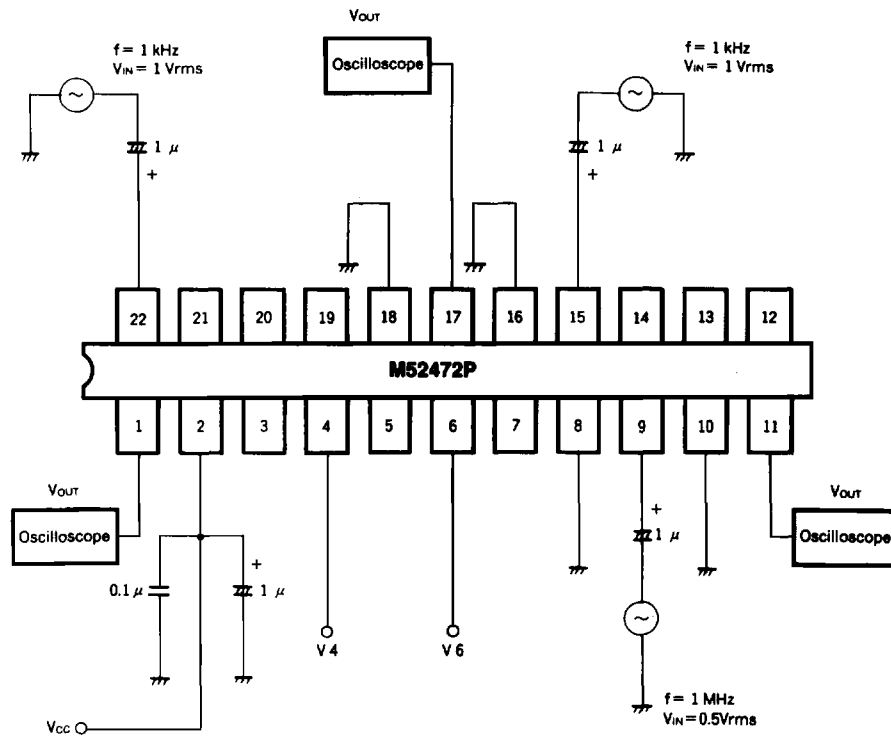 VOUT
f = 1 kHz
VIN = 1 Vrms
Oscilloscope
f = 1 kHz
VIN = 1 Vrms
1 μ
+
1 μ
+
22 21 20 19 18 17 16 15 14 13 12
M52472P
1 2 3 4 5 6 7 8 9 10 11
VOUT
Oscilloscope
VOUT
Oscilloscope
+
1 μ
0.1 μ
+
1 μ
V 4
V 6
f = 1 MHz
VIN = 0.5Vrms
VCC